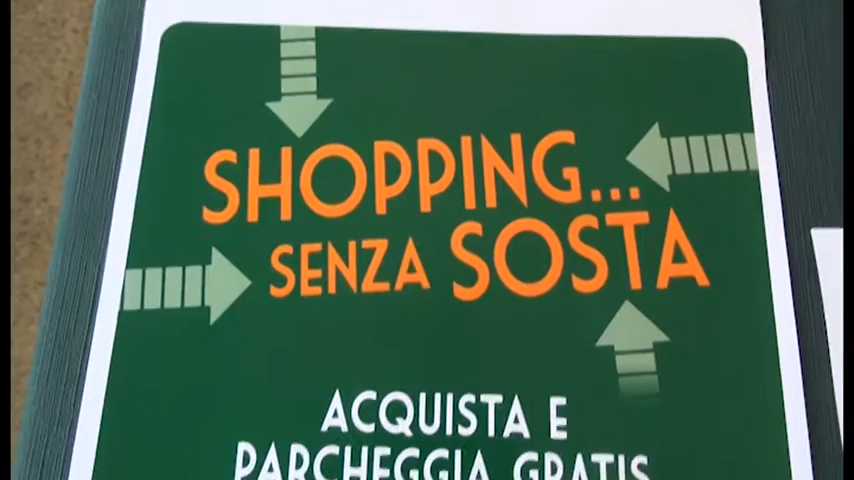 SHOPPING...
SENZA SOSTA
ACQUISTA E
PARCHEGGIA GRATIS